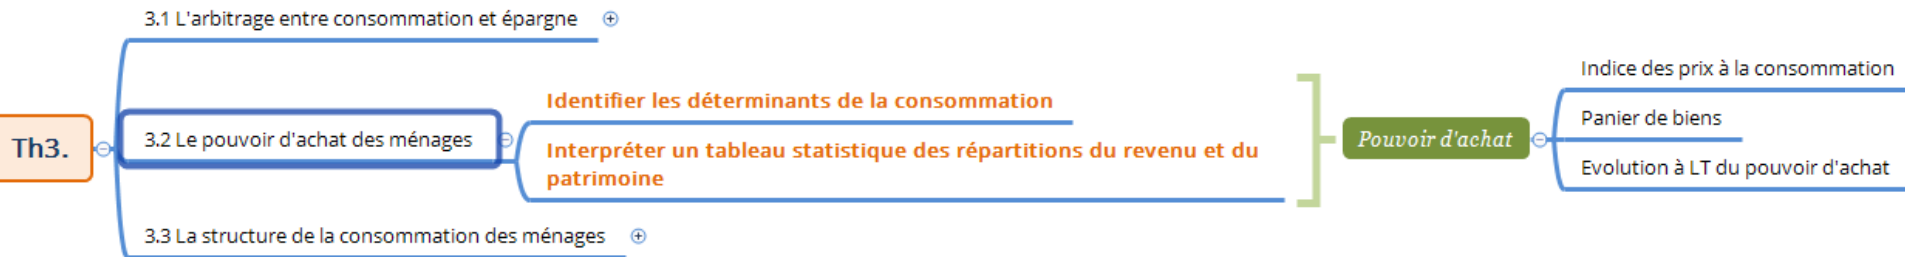 3.1 L'arbitrage entre consommation et épargne
Th3.
3.2 Le pouvoir d'achat des ménages
Identifier les déterminants de la consommation
Interpréter un tableau statistique des répartitions du revenu et du
patrimoine
Pouvoir d'achat
Indice des prix à la consommation
Panier de biens
Evolution à LT du pouvoir d'achat
3.3 La structure de la consommation des ménages